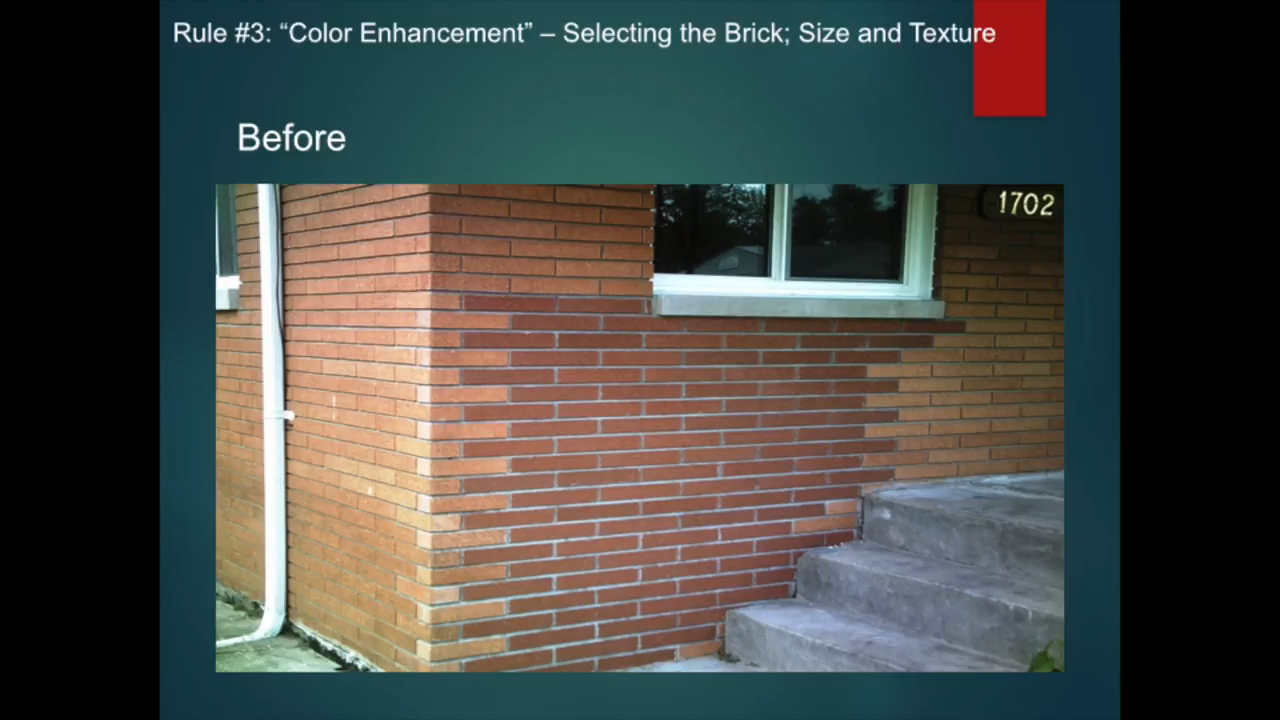 Rule #3: “Color Enhancement” – Selecting the Brick; Size and Texture
Before
1702